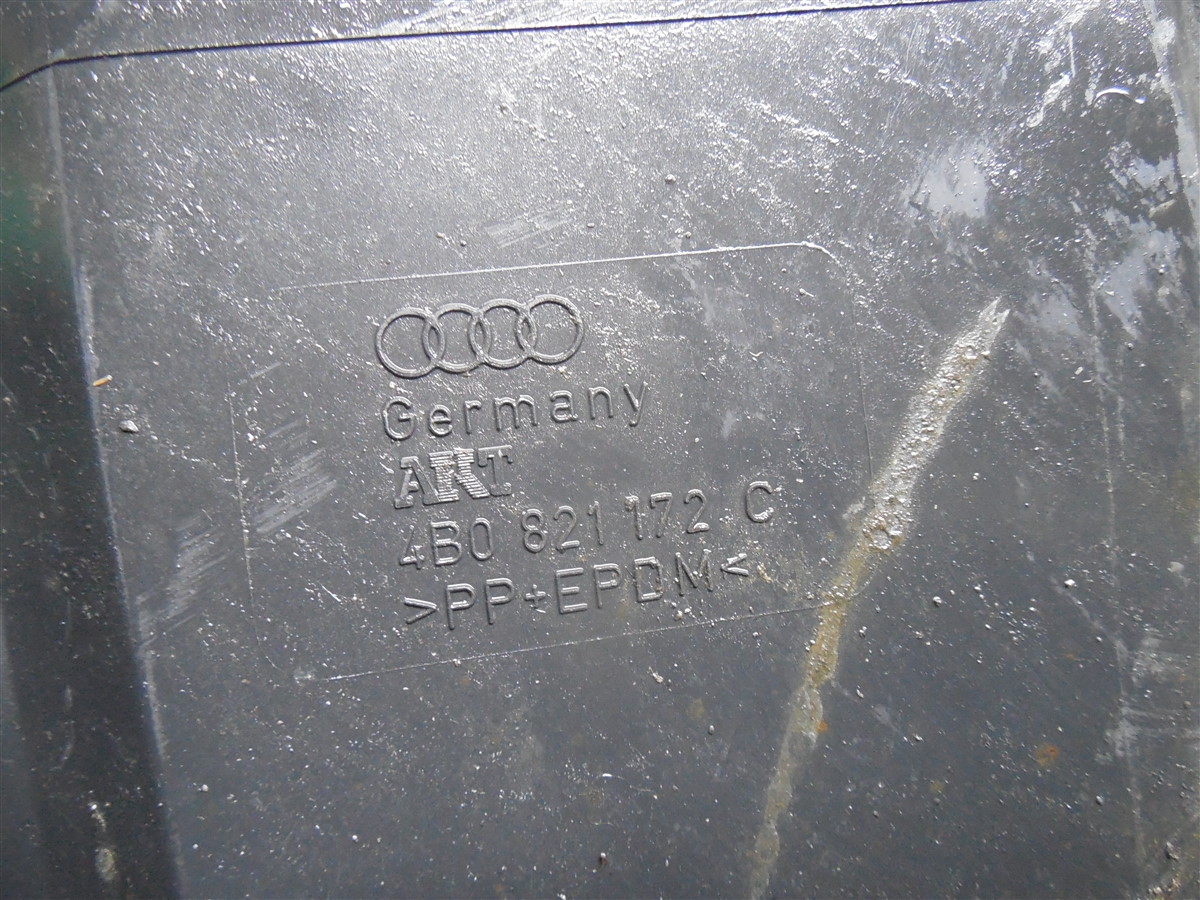 Germany
AKT
4B0 821 172 C
>PP+EPDM<